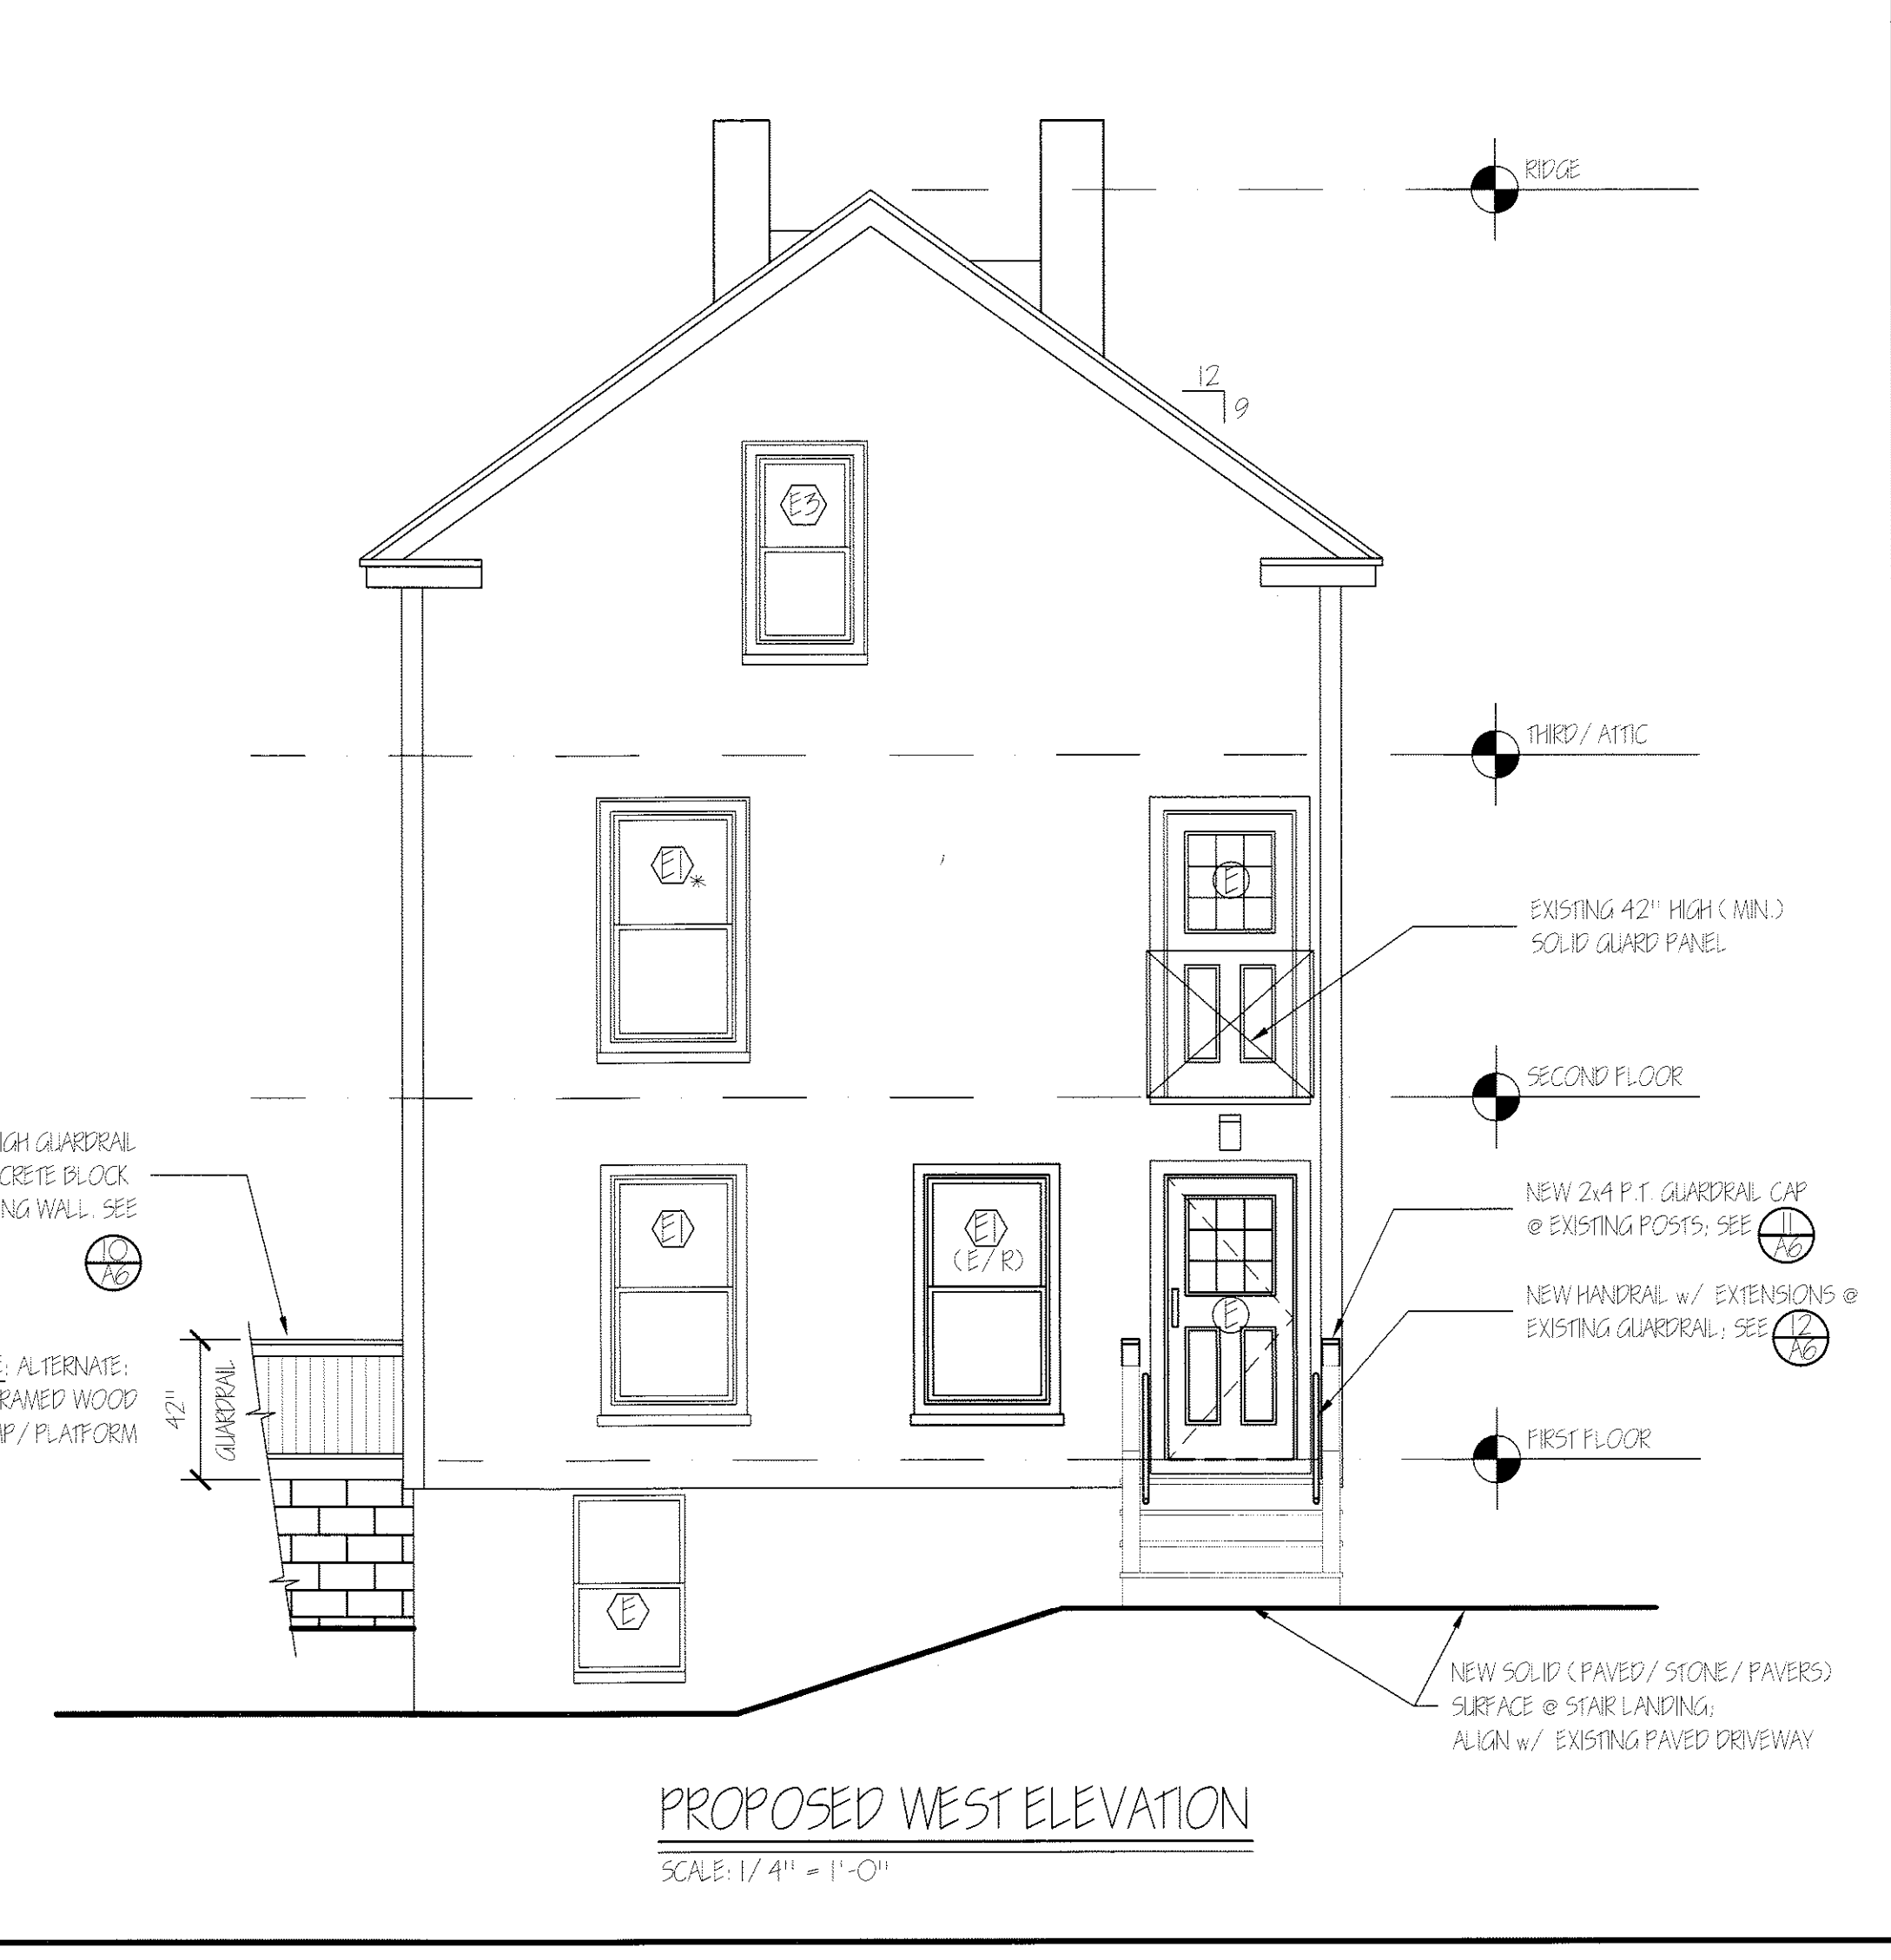 RIDGE
12
9
E3
THIRD / ATTIC
E1
*
E
EXISTING 42" HIGH ( MIN.)
SOLID GUARD PANEL
SECOND FLOOR
IGH GUARDRAIL
CRETE BLOCK
NG WALL. SEE
10
A6
E1
E1
(E/R)
E
NEW 2x4 P.T. GUARDRAIL CAP
@ EXISTING POSTS; SEE
11
A6
NEW HANDRAIL w/ EXTENSIONS @
EXISTING GUARDRAIL; SEE
12
A6
E: ALTERNATE:
RAMED WOOD
MP / PLATFORM
42"
GUARDRAIL
FIRST FLOOR
E
NEW SOLID ( PAVED / STONE / PAVERS)
SURFACE @ STAIR LANDING;
ALIGN w/ EXISTING PAVED DRIVEWAY
PROPOSED WEST ELEVATION
SCALE: 1/4" = 1'-0"